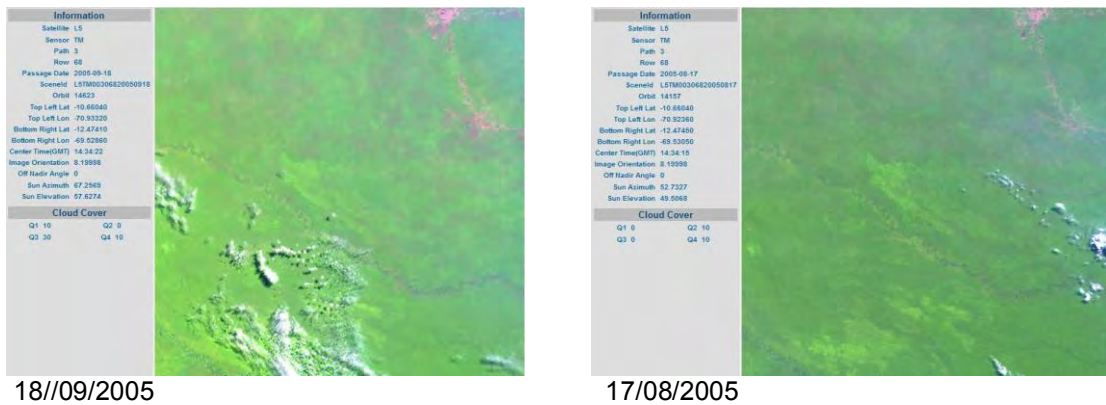 Information
Satellite L5
Sensor TM
Path 3
Row 68
Passage Date 2005-09-18
SceneId L5TM00306820050918
Orbit 14623
Top Left Lat -10.66040
Top Left Lon -70.93320
Bottom Right Lat -12.47410
Bottom Right Lon -69.52860
Center Time(GMT) 14:34:22
Image Orientation 8.19998
Off Nadir Angle 0
Sun Azimuth 67.2569
Sun Elevation 57.6274
Cloud Cover
Q1 10 Q2 0
Q3 30 Q4 10
18//09/2005
Information
Satellite L5
Sensor TM
Path 3
Row 68
Passage Date 2005-08-17
SceneId L5TM00306820050817
Orbit 14157
Top Left Lat -10.66040
Top Left Lon -70.92360
Bottom Right Lat -12.47450
Bottom Right Lon -69.53050
Center Time(GMT) 14:34:15
Image Orientation 8.19998
Off Nadir Angle 0
Sun Azimuth 52.7327
Sun Elevation 49.5068
Cloud Cover
Q1 0 Q2 10
Q3 0 Q4 10
17/08/2005